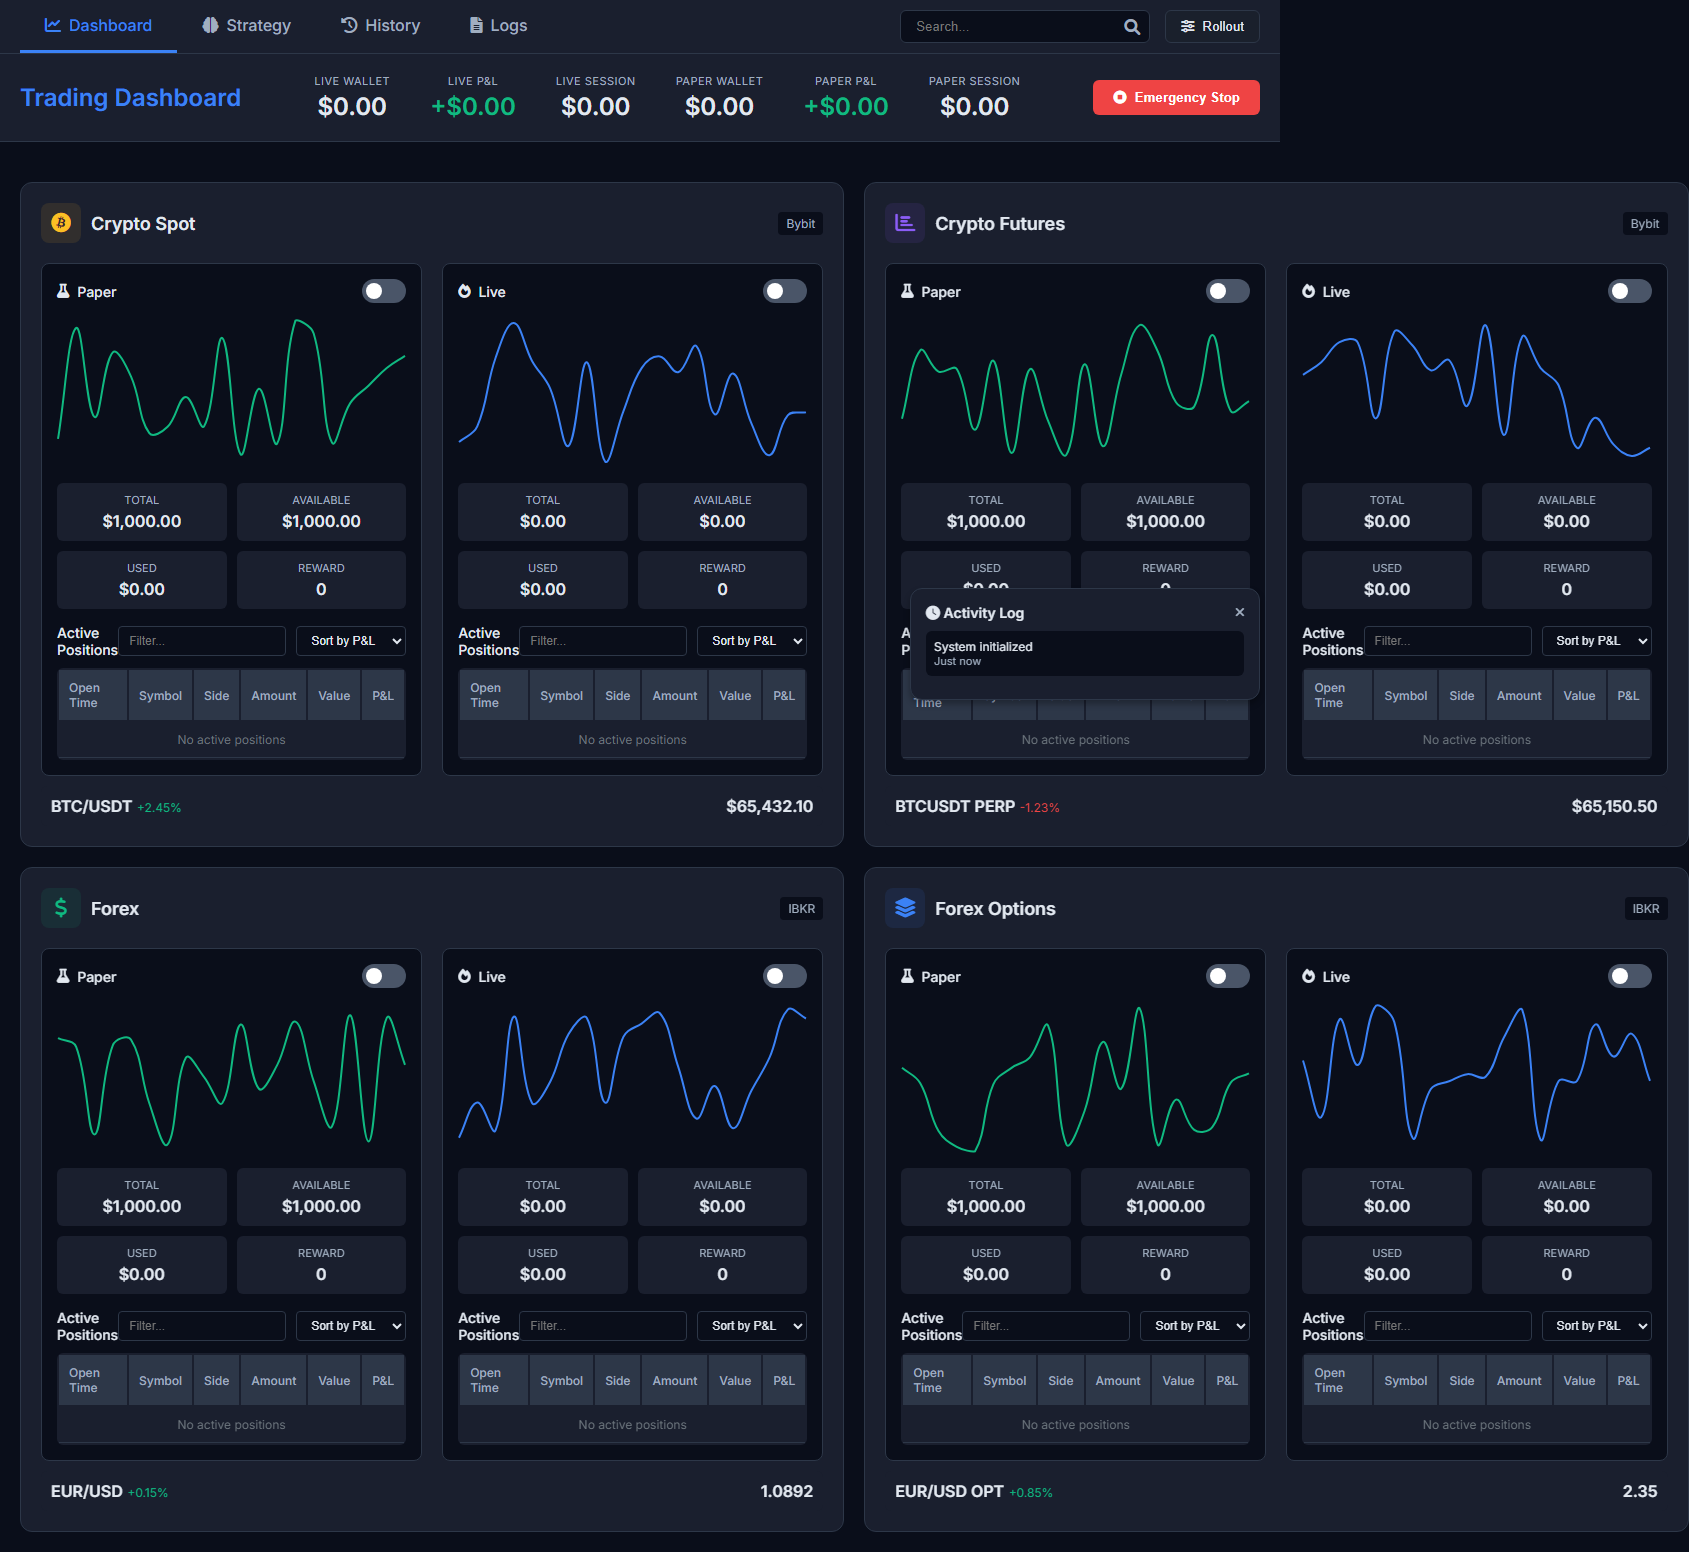 Dashboard
Strategy
History
Logs
Search...
Rollout
Trading Dashboard
LIVE WALLET
$0.00
LIVE P&L
+$0.00
LIVE SESSION
$0.00
PAPER WALLET
$0.00
PAPER P&L
+$0.00
PAPER SESSION
$0.00
Emergency Stop
Crypto Spot
Bybit
Paper
TOTAL
$1,000.00
AVAILABLE
$1,000.00
USED
$0.00
REWARD
0
Active
Positions
Filter...
Sort by P&L
Open
Time
Symbol
Side
Amount
Value
P&L
No active positions
Live
TOTAL
$0.00
AVAILABLE
$0.00
USED
$0.00
REWARD
0
Active
Positions
Filter...
Sort by P&L
Open
Time
Symbol
Side
Amount
Value
P&L
No active positions
BTC/USDT +2.45%
$65,432.10
Crypto Futures
Bybit
Paper
TOTAL
$1,000.00
AVAILABLE
$1,000.00
USED
$0.00
REWARD
0
Activity Log
System initialized
Just now
Time
No active positions
Live
TOTAL
$0.00
AVAILABLE
$0.00
USED
$0.00
REWARD
0
Active
Positions
Filter...
Sort by P&L
Open
Time
Symbol
Side
Amount
Value
P&L
No active positions
BTCUSDT PERP -1.23%
$65,150.50
Forex
IBKR
Paper
TOTAL
$1,000.00
AVAILABLE
$1,000.00
USED
$0.00
REWARD
0
Active
Positions
Filter...
Sort by P&L
Open
Time
Symbol
Side
Amount
Value
P&L
No active positions
Live
TOTAL
$0.00
AVAILABLE
$0.00
USED
$0.00
REWARD
0
Active
Positions
Filter...
Sort by P&L
Open
Time
Symbol
Side
Amount
Value
P&L
No active positions
EUR/USD +0.15%
1.0892
Forex Options
IBKR
Paper
TOTAL
$1,000.00
AVAILABLE
$1,000.00
USED
$0.00
REWARD
0
Active
Positions
Filter...
Sort by P&L
Open
Time
Symbol
Side
Amount
Value
P&L
No active positions
Live
TOTAL
$0.00
AVAILABLE
$0.00
USED
$0.00
REWARD
0
Active
Positions
Filter...
Sort by P&L
Open
Time
Symbol
Side
Amount
Value
P&L
No active positions
EUR/USD OPT +0.85%
2.35